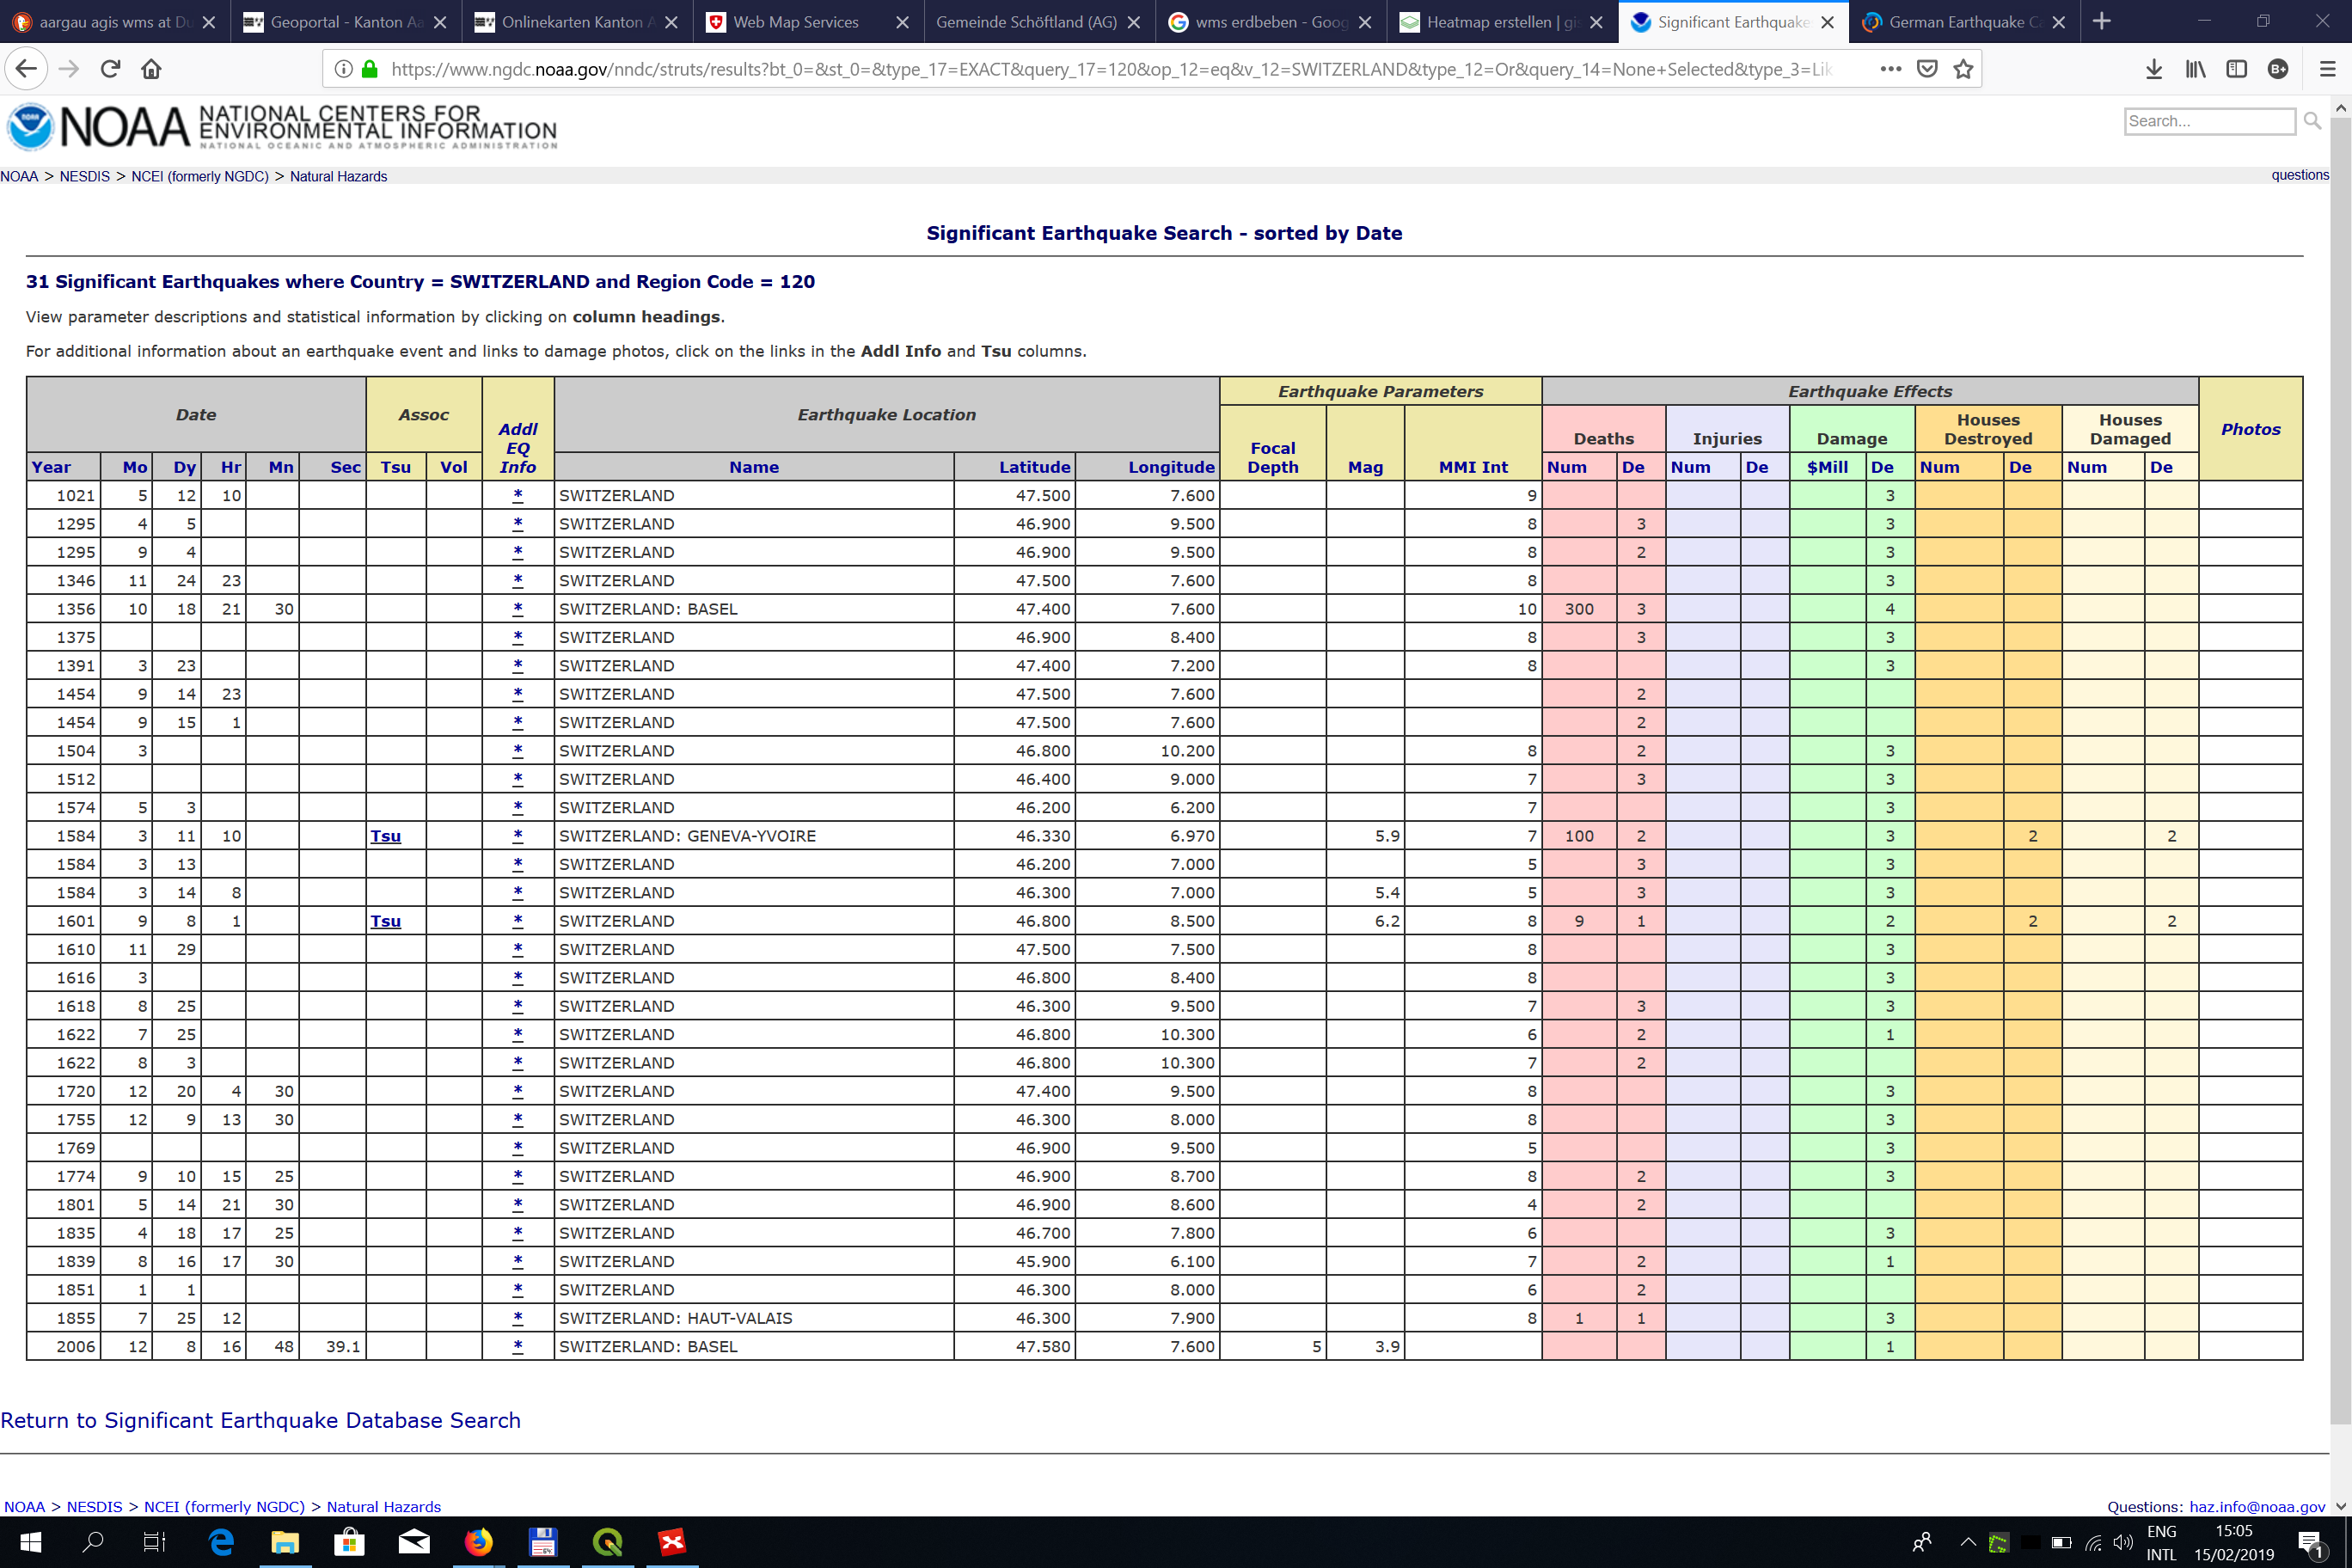 aargau agis wms at Du
Geoportal - Kanton Aa
Onlinekarten Kanton A
Web Map Services
Gemeinde Schöftland (AG)
wms erdbeben - Goog
Heatmap erstellen | gis
Significant Earthquake
German Earthquake Ca
https://www.ngdc.noaa.gov/nndc/struts/results?bt_0=&st_0=&type_17=EXACT&query_17=120&op_12=eq&v_12=SWITZERLAND&type_12=Or&query_14=None+Selected&type_3=Lik
B+
NOAA NATIONAL CENTERS FOR
ENVIRONMENTAL INFORMATION
NATIONAL OCEANIC AND ATMOSPHERIC ADMINISTRATION
Search...
NOAA > NESDIS > NCEI (formerly NGDC) > Natural Hazards questions
Significant Earthquake Search - sorted by Date
31 Significant Earthquakes where Country = SWITZERLAND and Region Code = 120
View parameter descriptions and statistical information by clicking on column headings.
For additional information about an earthquake event and links to damage photos, click on the links in the Addl Info and Tsu columns.
Date Assoc Addl EQ Info Earthquake Location Earthquake Parameters Earthquake Effects Photos
Focal Depth Mag MMI Int Deaths Injuries Damage Houses Destroyed Houses Damaged
Year Mo Dy Hr Mn Sec Tsu Vol Name Latitude Longitude Num De Num De $Mill De Num De Num De
1021 5 12 10 * SWITZERLAND 47.500 7.600 9 3
1295 4 5 * SWITZERLAND 46.900 9.500 8 3 3
1295 9 4 * SWITZERLAND 46.900 9.500 8 2 3
1346 11 24 23 * SWITZERLAND 47.500 7.600 8 3
1356 10 18 21 30 * SWITZERLAND: BASEL 47.400 7.600 10 300 3 4
1375 * SWITZERLAND 46.900 8.400 8 3 3
1391 3 23 * SWITZERLAND 47.400 7.200 8 3
1454 9 14 23 * SWITZERLAND 47.500 7.600 2
1454 9 15 1 * SWITZERLAND 47.500 7.600 2
1504 3 * SWITZERLAND 46.800 10.200 8 2 3
1512 * SWITZERLAND 46.400 9.000 7 3 3
1574 5 3 * SWITZERLAND 46.200 6.200 7 3
1584 3 11 10 Tsu * SWITZERLAND: GENEVA-YVOIRE 46.330 6.970 5.9 7 100 2 3 2 2
1584 3 13 * SWITZERLAND 46.200 7.000 5 3 3
1584 3 14 8 * SWITZERLAND 46.300 7.000 5.4 5 3 3
1601 9 8 1 Tsu * SWITZERLAND 46.800 8.500 6.2 8 9 1 2 2 2
1610 11 29 * SWITZERLAND 47.500 7.500 8 3
1616 3 * SWITZERLAND 46.800 8.400 8 3
1618 8 25 * SWITZERLAND 46.300 9.500 7 3 3
1622 7 25 * SWITZERLAND 46.800 10.300 6 2 1
1622 8 3 * SWITZERLAND 46.800 10.300 7 2
1720 12 20 4 30 * SWITZERLAND 47.400 9.500 8 3
1755 12 9 13 30 * SWITZERLAND 46.300 8.000 8 3
1769 * SWITZERLAND 46.900 9.500 5 3
1774 9 10 15 25 * SWITZERLAND 46.900 8.700 8 2 3
1801 5 14 21 30 * SWITZERLAND 46.900 8.600 4 2
1835 4 18 17 25 * SWITZERLAND 46.700 7.800 6 3
1839 8 16 17 30 * SWITZERLAND 45.900 6.100 7 2 1
1851 1 1 * SWITZERLAND 46.300 8.000 6 2
1855 7 25 12 * SWITZERLAND: HAUT-VALAIS 46.300 7.900 8 1 1 3
2006 12 8 16 48 39.1 * SWITZERLAND: BASEL 47.580 7.600 5 3.9 1
Return to Significant Earthquake Database Search
NOAA > NESDIS > NCEI (formerly NGDC) > Natural Hazards Questions: haz.info@noaa.gov
ENG 15:05
INTL 15/02/2019
1